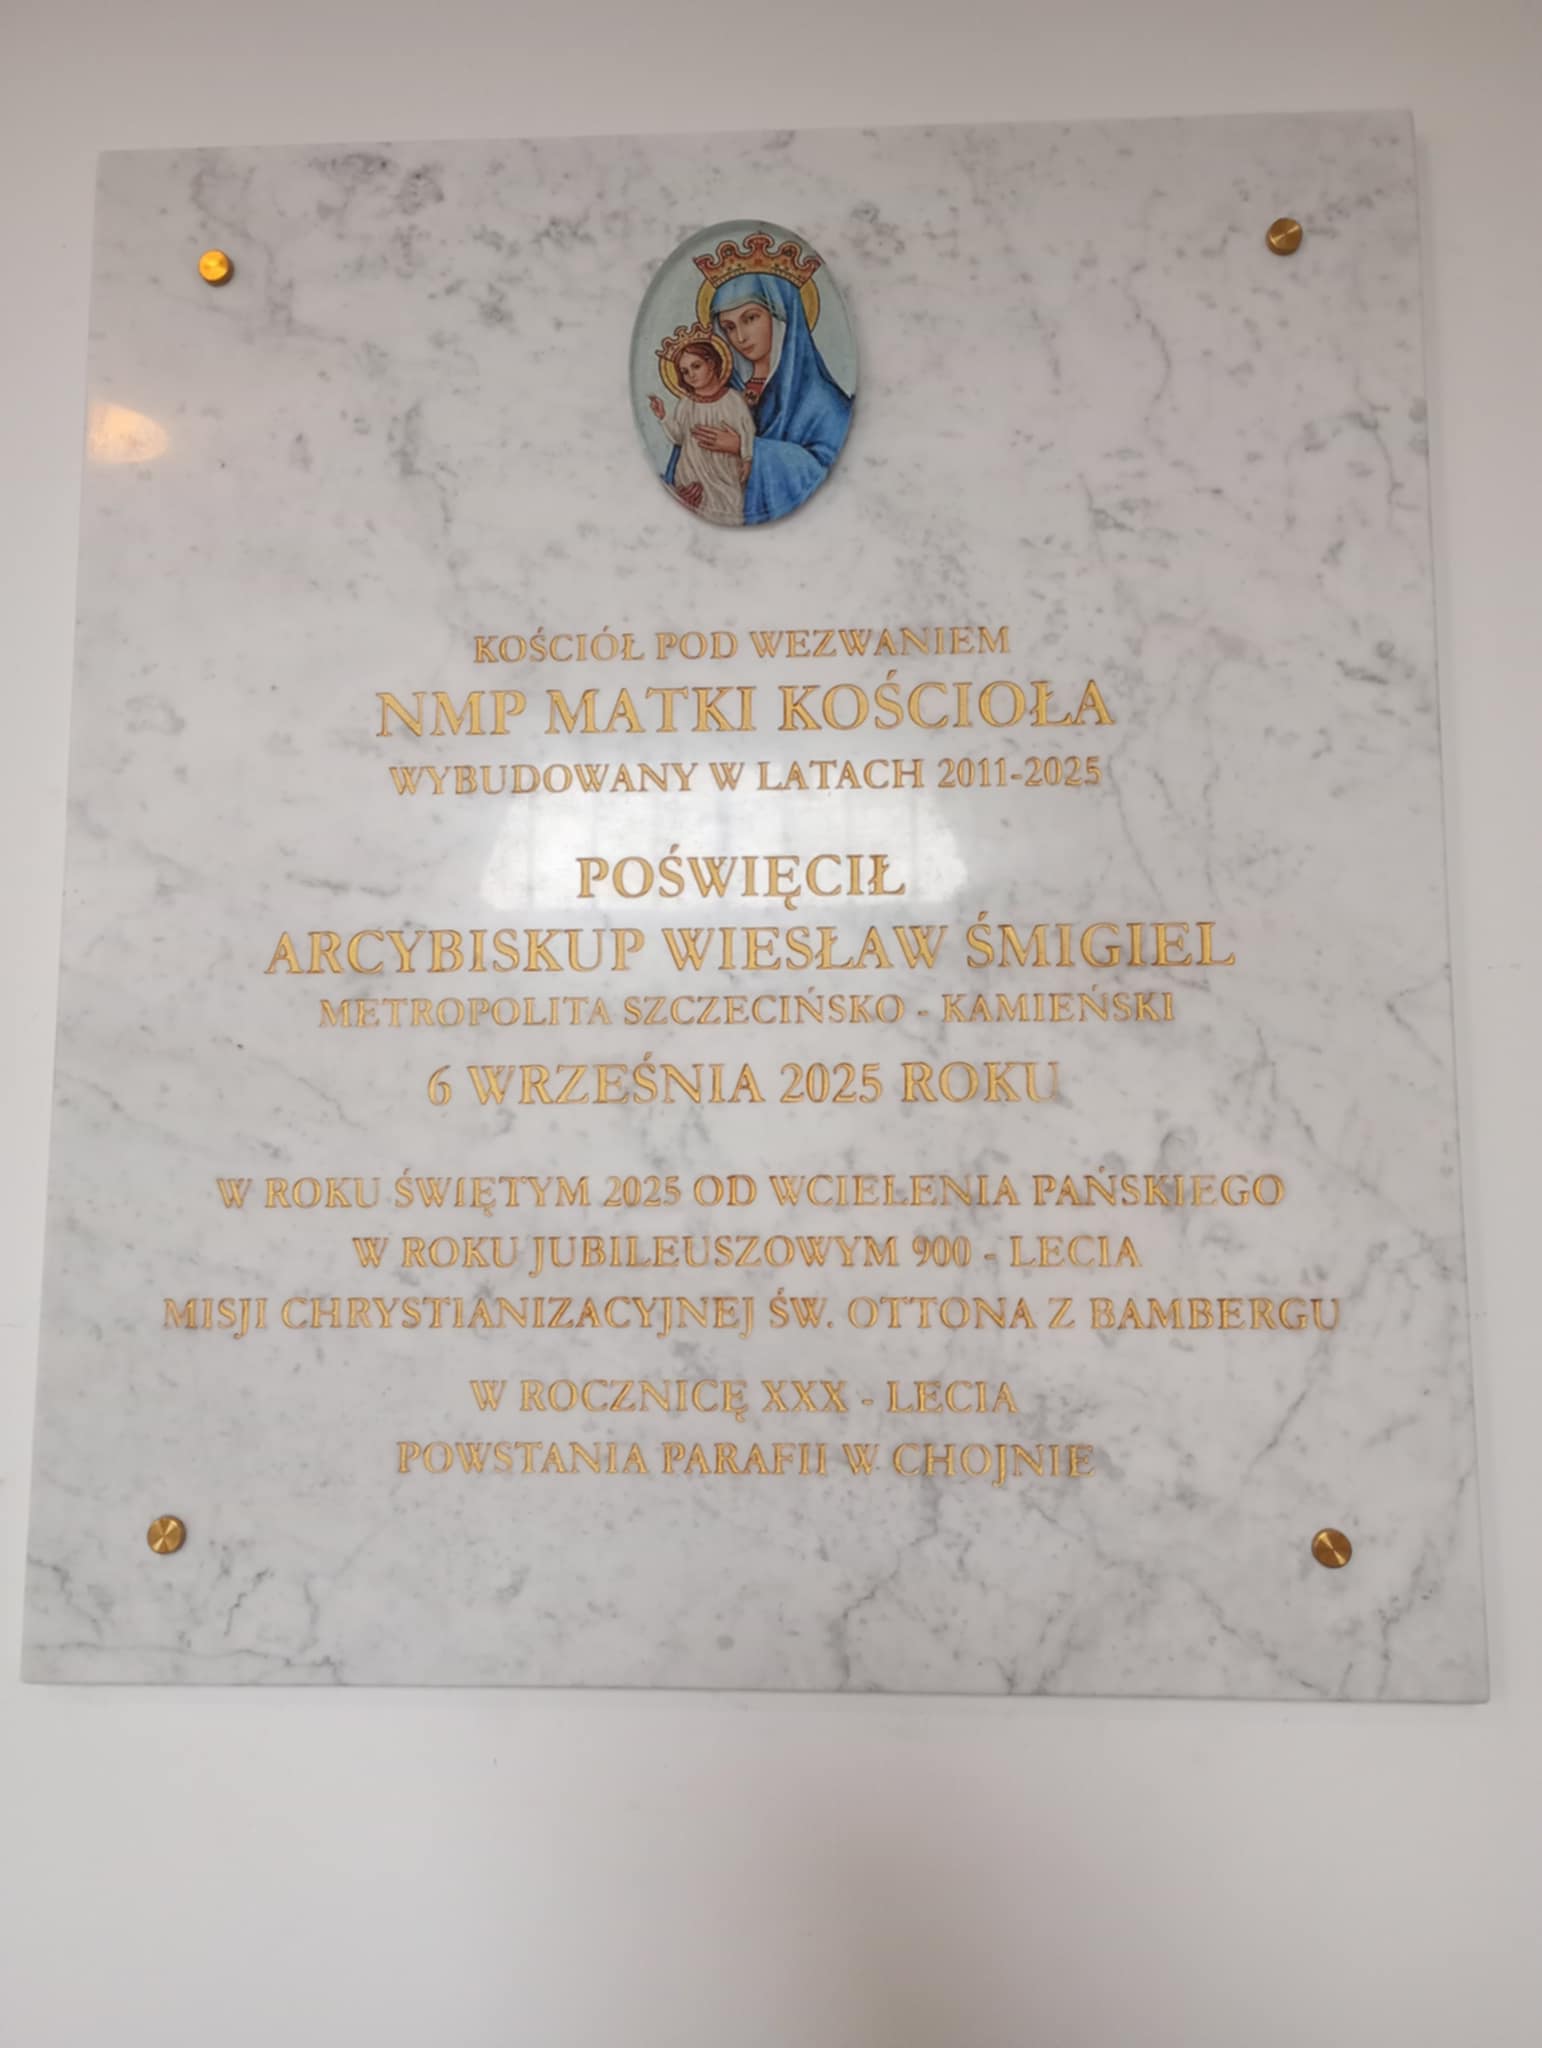 KOŚCIÓŁ POD WEZWANIEM
NMP MATKI KOŚCIOŁA
WYBUDOWANY W LATACH 2011-2025
POŚWIĘCIŁ
ARCYBISKUP WIESŁAW ŚMIGIEL
METROPOLITA SZCZECIŃSKO - KAMIEŃSKI
6 WRZEŚNIA 2025 ROKU
W ROKU ŚWIĘTYM 2025 OD WCIELENIA PAŃSKIEGO
W ROKU JUBILEUSZOWYM 900 - LECIA
MISJI CHRYSTIANIZACYJNEJ ŚW. OTTONA Z BAMBERGU
W ROCZNICĘ XXX - LECIA
POWSTANIA PARAFII W CHOJNIE